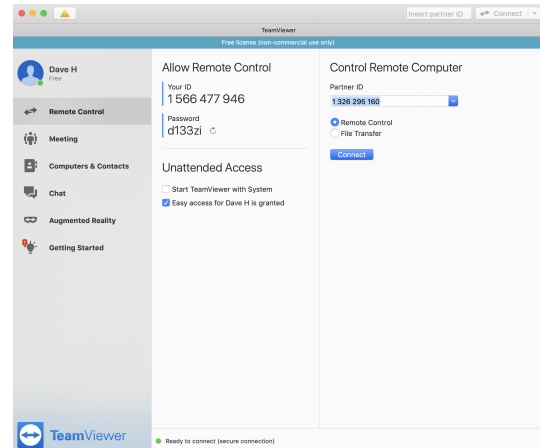 Insert partner ID
Connect
TeamViewer
Free license (non-commercial use only)
Dave H
Free
Remote Control
Meeting
Computers & Contacts
Chat
Augmented Reality
Getting Started
TeamViewer
Allow Remote Control
Your ID
1 566 477 946
Password
d133zi
Unattended Access
Start TeamViewer with System
Easy access for Dave H is granted
Control Remote Computer
Partner ID
1 326 295 160
Remote Control
File Transfer
Connect
Ready to connect (secure connection)